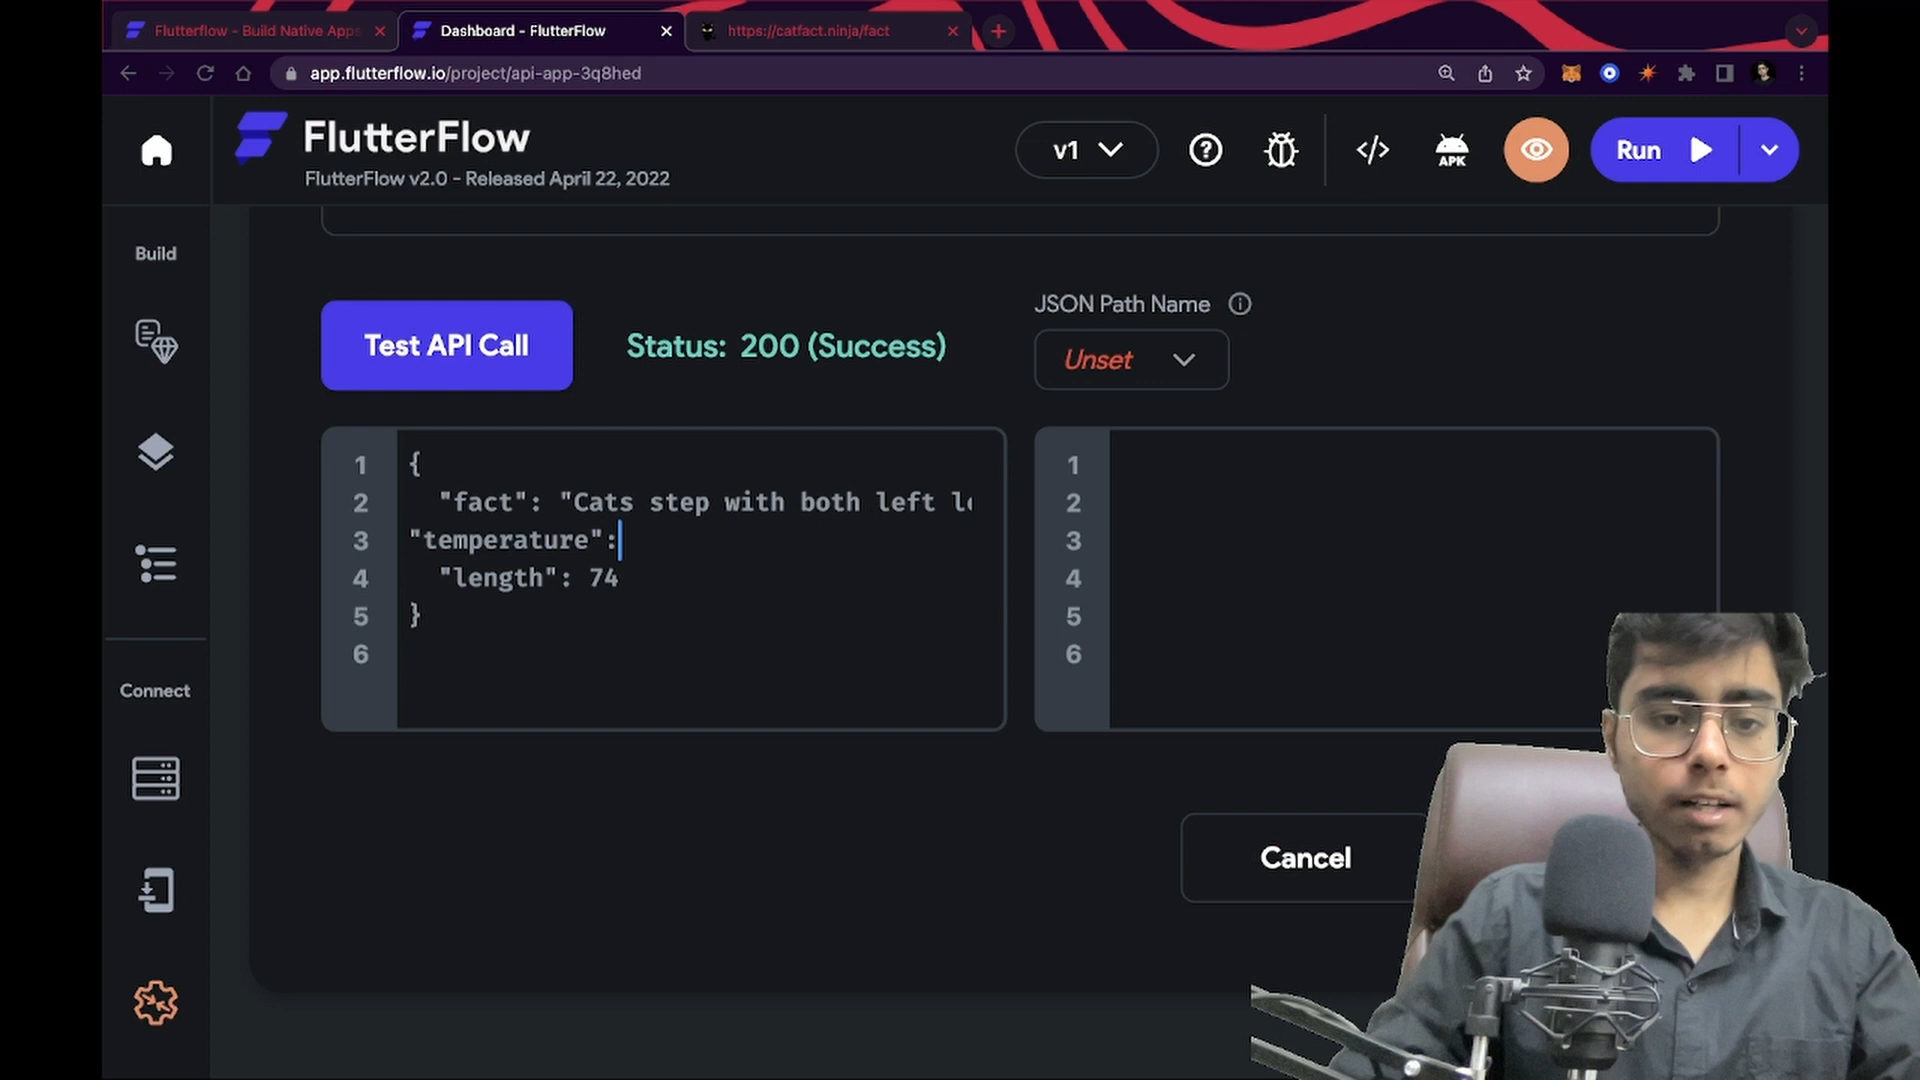 Flutterflow - Build Native Apps
Dashboard - FlutterFlow
https://catfact.ninja/fact
app.flutterflow.io/project/api-app-3q8hed
FlutterFlow
FlutterFlow v2.0 - Released April 22, 2022
v1
APK
Run
Build
Connect
Test API Call
Status: 200 (Success)
JSON Path Name
Unset
1 {
2 "fact": "Cats step with both left
3 "temperature":
4 "length": 74
5 }
6
1
2
3
4
5
6
Cancel